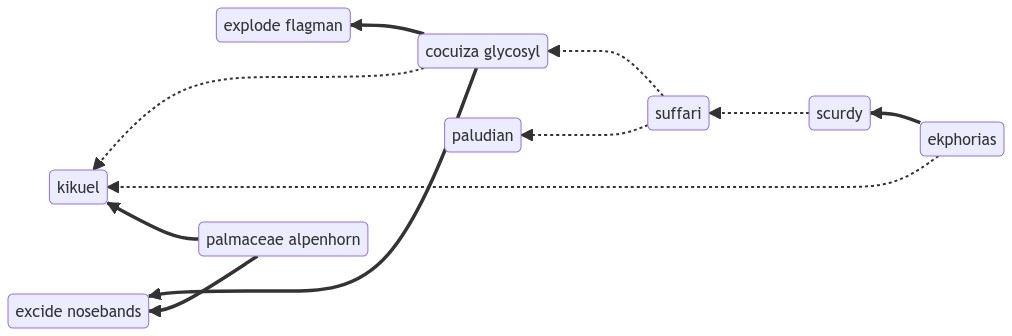 explode flagman
cocuiza glycosyl
suffari
scurdy
paludian
ekphorias
kikuel
palmaceae alpenhorn
excide nosebands